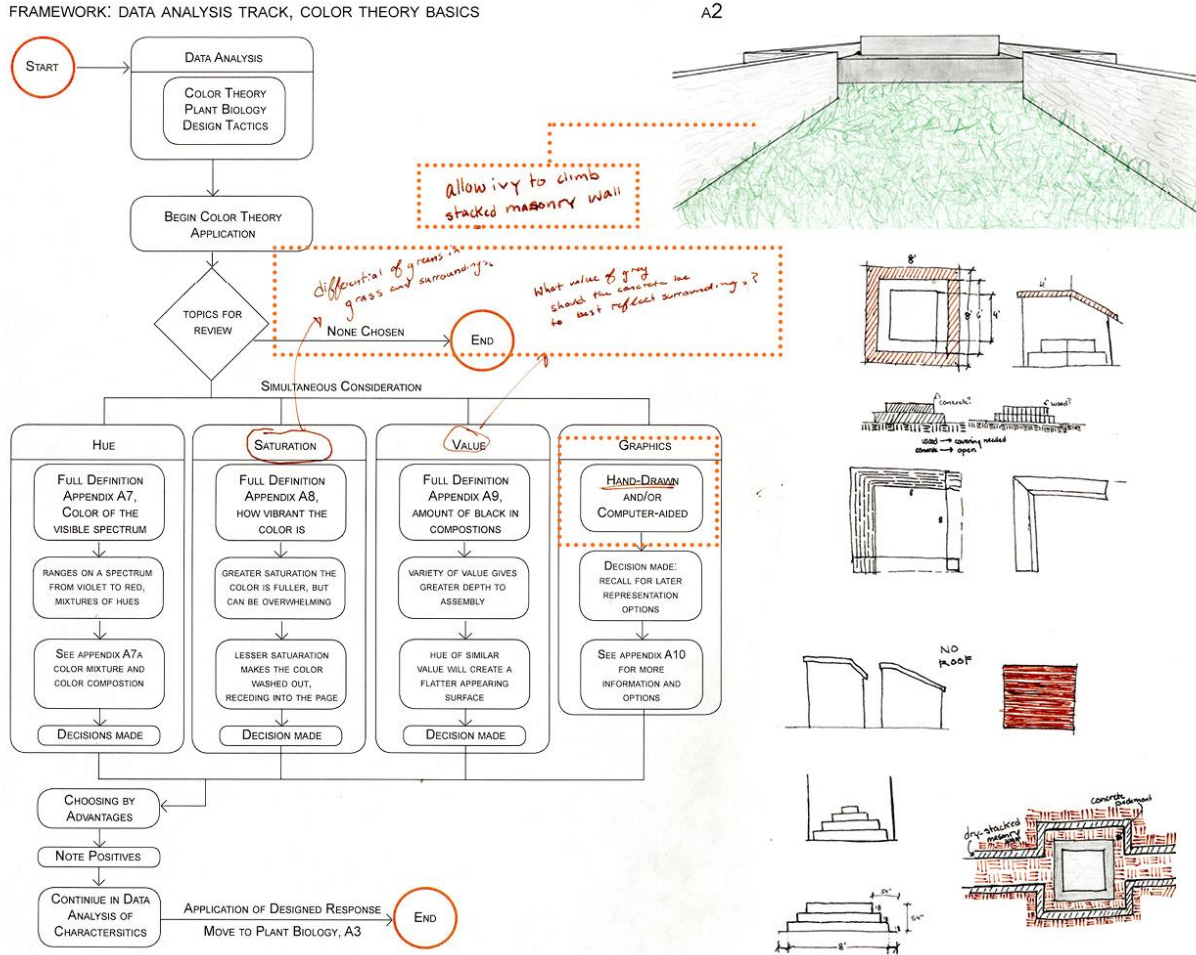 FRAMEWORK: DATA ANALYSIS TRACK, COLOR THEORY BASICS
A2
START
DATA ANALYSIS
COLOR THEORY
PLANT BIOLOGY
DESIGN TACTICS
allow ivy to climb
stacked masonry wall
BEGIN COLOR THEORY
APPLICATION
differential of greens in
grass and surroundings.
What value of grey
should the concrete be
to best reflect surroundings?
TOPICS FOR
REVIEW
NONE CHOSEN
END
SIMULTANEOUS CONSIDERATION
HUE
FULL DEFINITION
APPENDIX A7,
COLOR OF THE
VISIBLE SPECTRUM
RANGES ON A SPECTRUM
FROM VIOLET TO RED,
MIXTURES OF HUES
SEE APPENDIX A7A
COLOR MIXTURE AND
COLOR COMPOSTION
DECISIONS MADE
SATURATION
FULL DEFINITION
APPENDIX A8,
HOW VIBRANT THE
COLOR IS
GREATER SATURATION THE
COLOR IS FULLER, BUT
CAN BE OVERWHELMING
LESSER SATUARATION
MAKES THE COLOR
WASHED OUT,
RECEDING INTO THE PAGE
DECISION MADE
VALUE
FULL DEFINITION
APPENDIX A9,
AMOUNT OF BLACK IN
COMPOSTIONS
VARIETY OF VALUE GIVES
GREATER DEPTH TO
ASSEMBLY
HUE OF SIMILAR
VALUE WILL CREATE A
FLATTER APPEARING
SURFACE
DECISION MADE
GRAPHICS
HAND-DRAWN
AND/OR
COMPUTER-AIDED
DECISION MADE:
RECALL FOR LATER
REPRESENTATION
OPTIONS
SEE APPENDIX A10
FOR MORE
INFORMATION AND
OPTIONS
CHOOSING BY
ADVANTAGES
NOTE POSITIVES
CONTINIUE IN DATA
ANALYSIS OF
CHARACTERSITICS
APPLICATION OF DESIGNED RESPONSE
MOVE TO PLANT BIOLOGY, A3
END
8'
8'
6'
4'
4'
concrete?
wood?
wood → covering needed
concrete → open
8
8
NO
ROOF
54"
18
18
18
54"
8'
dry-stacked
masonry
concrete